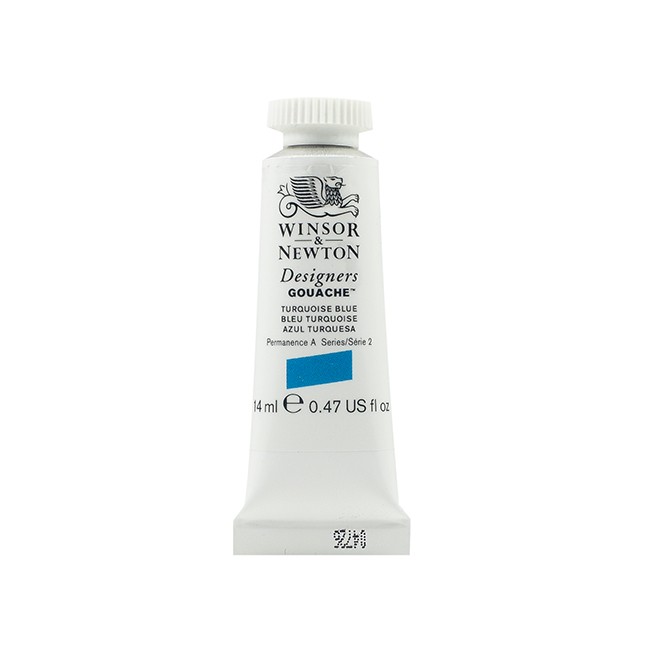 WINSOR
&
NEWTON
Designers
GOUACHE™
TURQUOISE BLUE
BLEU TURQUOISE
AZUL TURQUESA
Permanence A Series/Série 2
14 ml e 0.47 US fl oz